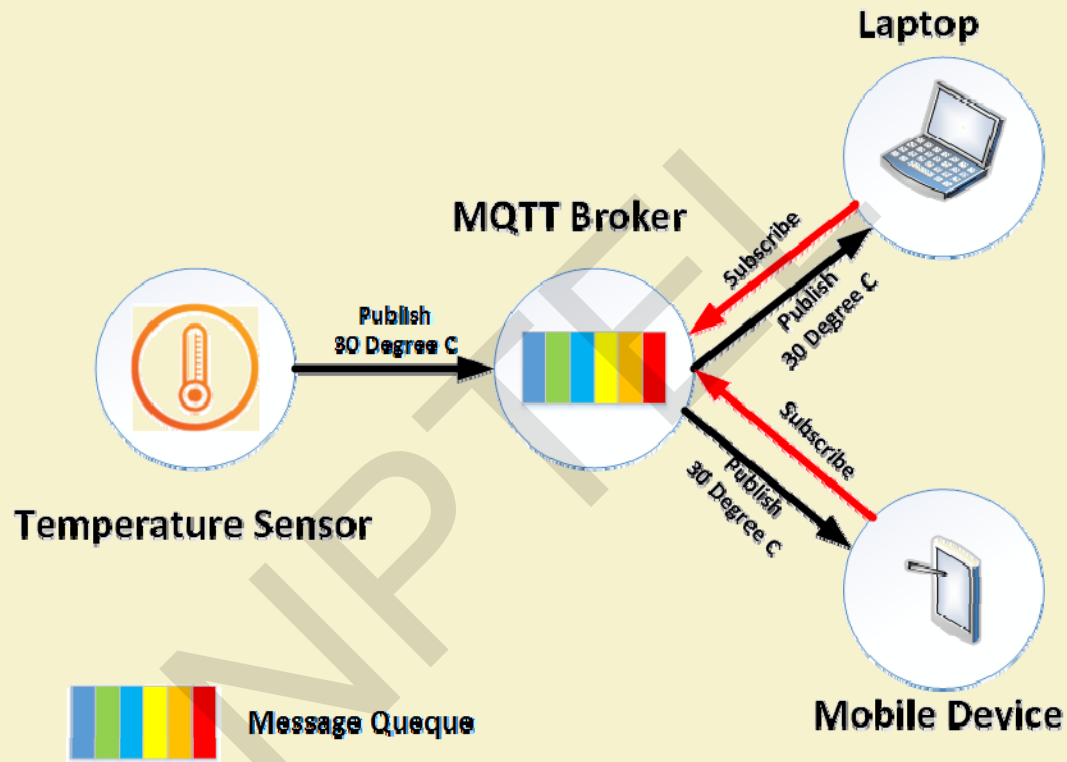 Laptop
MQTT Broker
Subscribe
Publish
30 Degree C
Publish
30 Degree C
Subscribe
Publish
30 Degree C
Temperature Sensor
Mobile Device
Message Queque
NPTEL